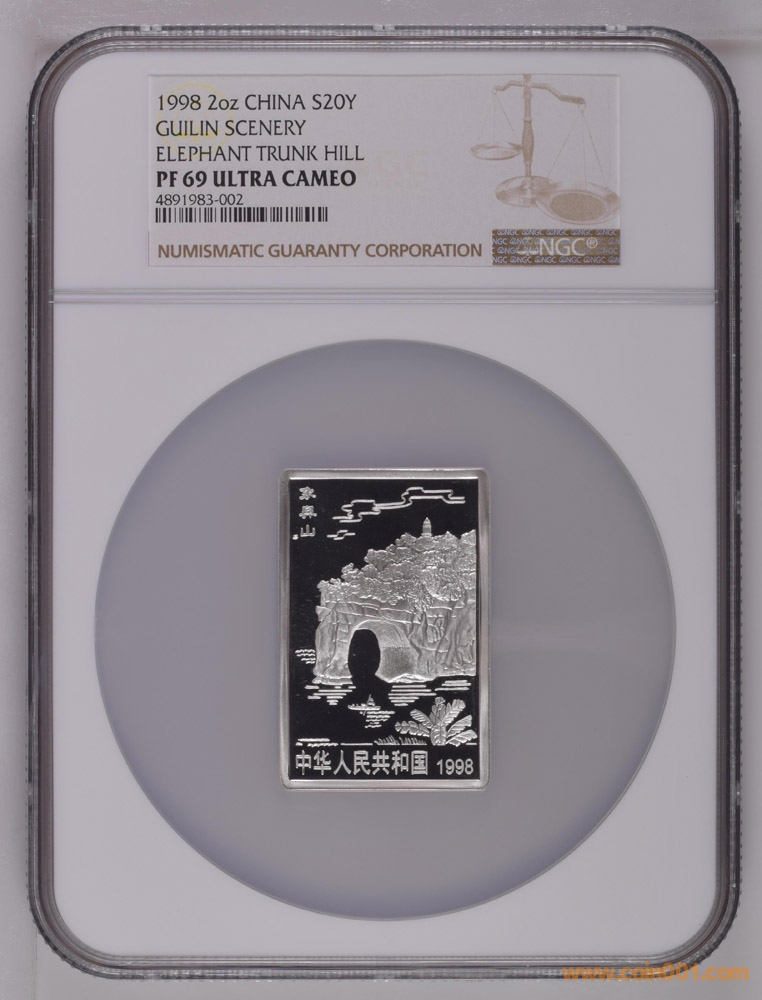 1998 2oz CHINA S20Y
GUILIN SCENERY
ELEPHANT TRUNK HILL
PF 69 ULTRA CAMEO
4891983-002
NUMISMATIC GUARANTY CORPORATION
NGC®
象鼻山
中华人民共和国 1998
www.coin001.com